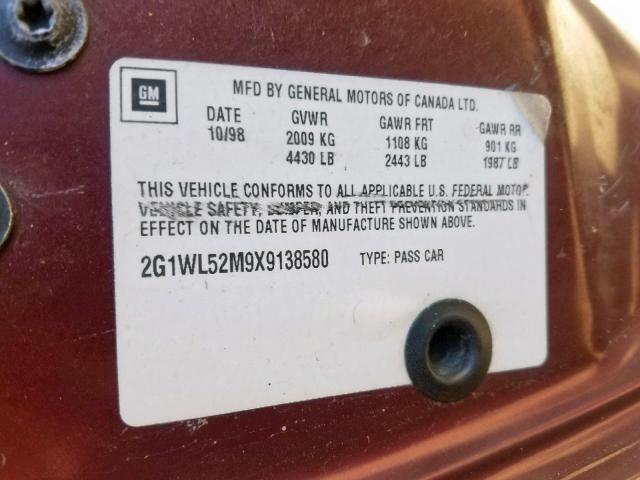 GM
MFD BY GENERAL MOTORS OF CANADA LTD.
DATE GVWR GAWR FRT GAWR RR
10/98 2009 KG 1108 KG 901 KG
4430 LB 2443 LB 1987 LB
THIS VEHICLE CONFORMS TO ALL APPLICABLE U.S. FEDERAL MOTOR
VEHICLE SAFETY, BUMPER, AND THEFT PREVENTION STANDARDS IN
EFFECT ON THE DATE OF MANUFACTURE SHOWN ABOVE.
2G1WL52M9X9138580 TYPE: PASS CAR